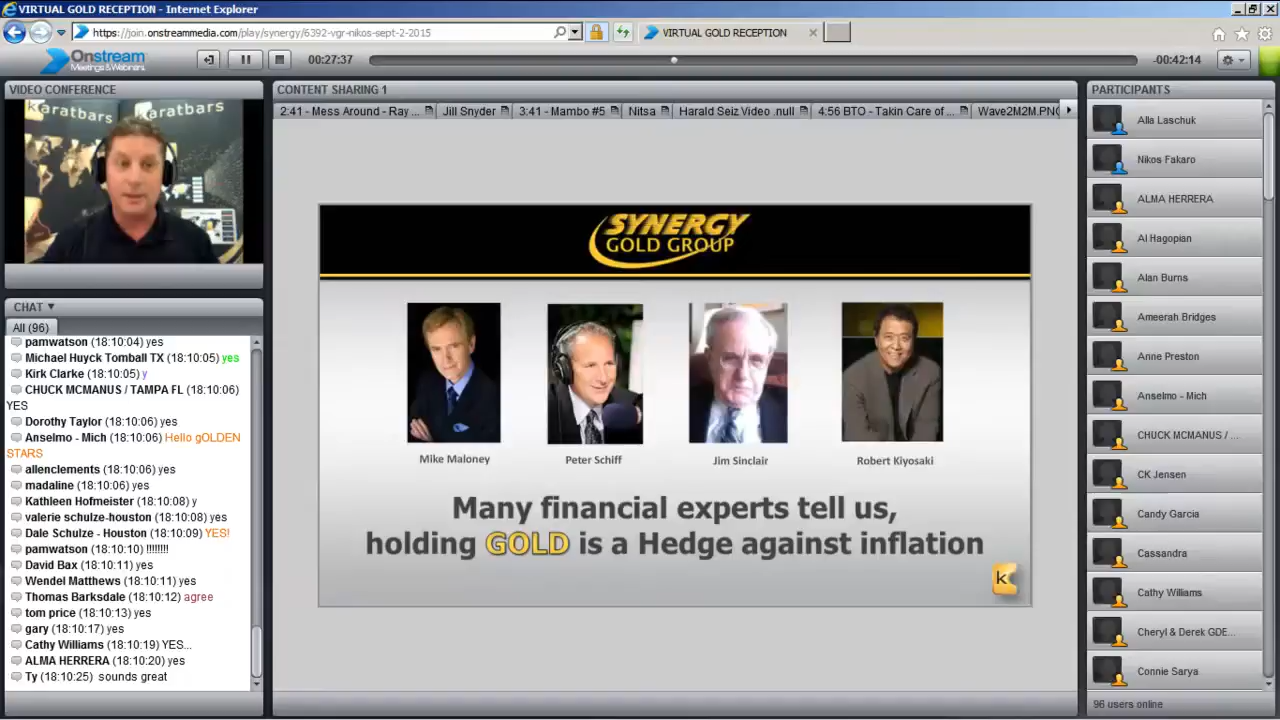 VIRTUAL GOLD RECEPTION - Internet Explorer
https://join.onstreammedia.com/play/synergy/6392-vgr-nikos-sept-2-2015
VIRTUAL GOLD RECEPTION
Onstream
Meetings & Webinars
00:27:37
-00:42:14
VIDEO CONFERENCE
karatbars
karatbars
CHAT
All (96)
pamwatson (18:10:04) yes
Michael Huyck Tomball TX (18:10:05) yes
Kirk Clarke (18:10:05) y
CHUCK MCMANUS / TAMPA FL (18:10:06)
YES
Dorothy Taylor (18:10:06) yes
Anselmo - Mich (18:10:06) Hello gOLDEN
STARS
allenclements (18:10:06) yes
madaline (18:10:06) yes
Kathleen Hofmeister (18:10:08) y
valerie schulze-houston (18:10:08) yes
Dale Schulze - Houston (18:10:09) YES!
pamwatson (18:10:10) !!!!!!!!
David Bax (18:10:11) yes
Wendel Matthews (18:10:11) yes
Thomas Barksdale (18:10:12) agree
tom price (18:10:13) yes
gary (18:10:17) yes
Cathy Williams (18:10:19) YES...
ALMA HERRERA (18:10:20) yes
Ty (18:10:25) sounds great
CONTENT SHARING 1
2:41 - Mess Around - Ray ...
Jill Snyder
3:41 - Mambo #5
Nitsa
Harald Seiz Video .null
4:56 BTO - Takin Care of ...
Wave2M2M.PNG
SYNERGY
GOLD GROUP
Mike Maloney
Peter Schiff
Jim Sinclair
Robert Kiyosaki
Many financial experts tell us,
holding GOLD is a Hedge against inflation
K
PARTICIPANTS
Alla Laschuk
Nikos Fakaro
ALMA HERRERA
Al Hagopian
Alan Burns
Ameerah Bridges
Anne Preston
Anselmo - Mich
CHUCK MCMANUS / ...
CK Jensen
Candy Garcia
Cassandra
Cathy Williams
Cheryl & Derek GDE...
Connie Sarya
96 users online